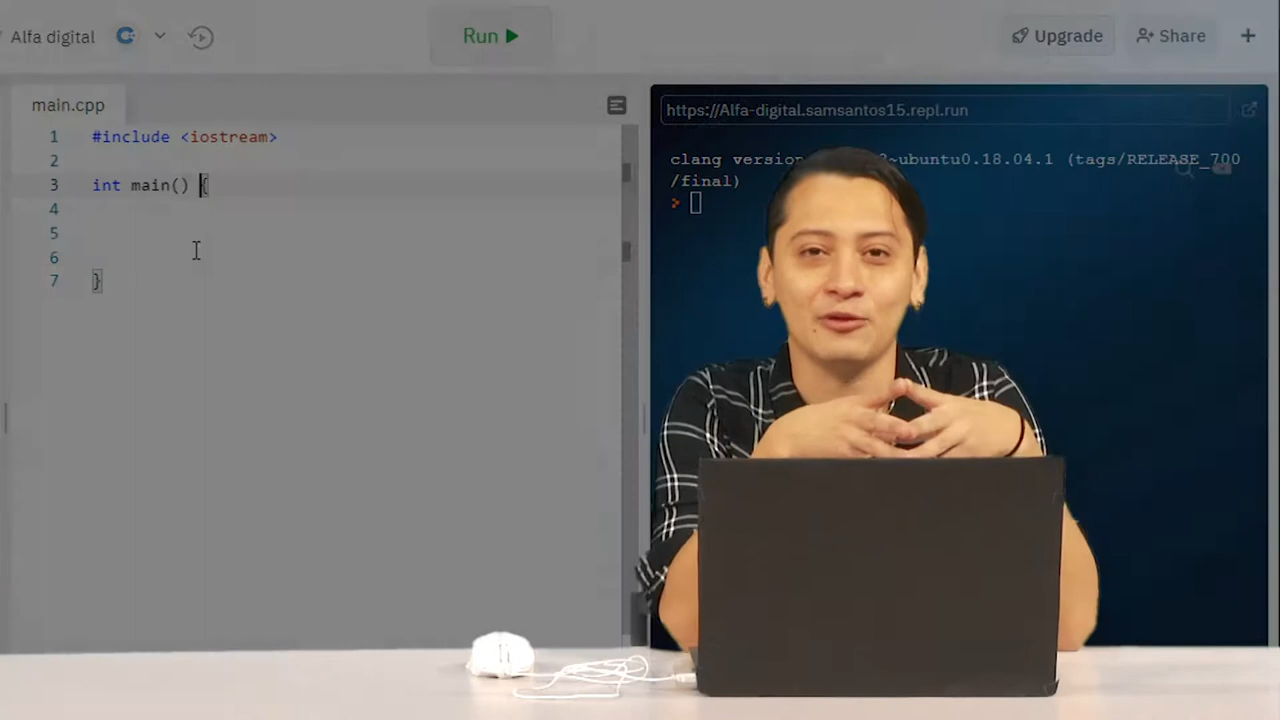 Alfa digital
Run
Upgrade
Share
+
main.cpp
1 #include <iostream>
2
3 int main() {
4
5
6
7 }
https://Alfa-digital.samsantos15.repl.run
clang version ~ubuntu0.18.04.1 (tags/RELEASE_700
/final)
>